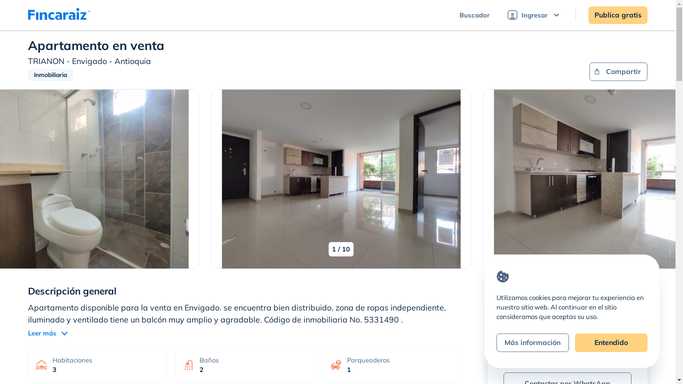 Fincaraiz
Buscador
Ingresar
Publica gratis
Apartamento en venta
TRIANON - Envigado - Antioquia
Inmobiliaria
Compartir
1 / 10
Descripción general
Apartamento disponible para la venta en Envigado. se encuentra bien distribuido, zona de ropas independiente,
iluminado y ventilado tiene un balcón muy amplio y agradable. Código de inmobiliaria No. 5331490 .
Leer más
Habitaciones
3
Baños
2
Parqueaderos
1
Utilizamos cookies para mejorar tu experiencia en
nuestro sitio web. Al continuar en el sitio
consideramos que aceptas su uso.
Más información
Entendido
Contactar por WhatsApp